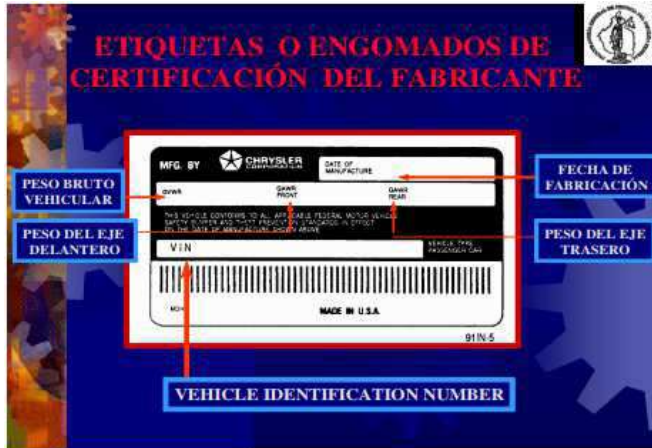 ETIQUETAS O ENGOMADOS DE
CERTIFICACIÓN DEL FABRICANTE
MFG. BY CHRYSLER CORPORATION
DATE OF
MANUFACTURE
FECHA DE
FABRICACIÓN
PESO BRUTO
VEHICULAR
GVWR
GAWR
FRONT
GAWR
REAR
THIS VEHICLE CONFORMS TO ALL APPLICABLE FEDERAL MOTOR VEHICLE
SAFETY BUMPER AND THEFT PREVENTION STANDARDS IN EFFECT
ON THE DATE OF MANUFACTURE SHOWN ABOVE
PESO DEL EJE
DELANTERO
PESO DEL EJE
TRASERO
VIN
VEHICLE TYPE
PASSENGER CAR
MADE IN U.S.A.
91IN-5
VEHICLE IDENTIFICATION NUMBER